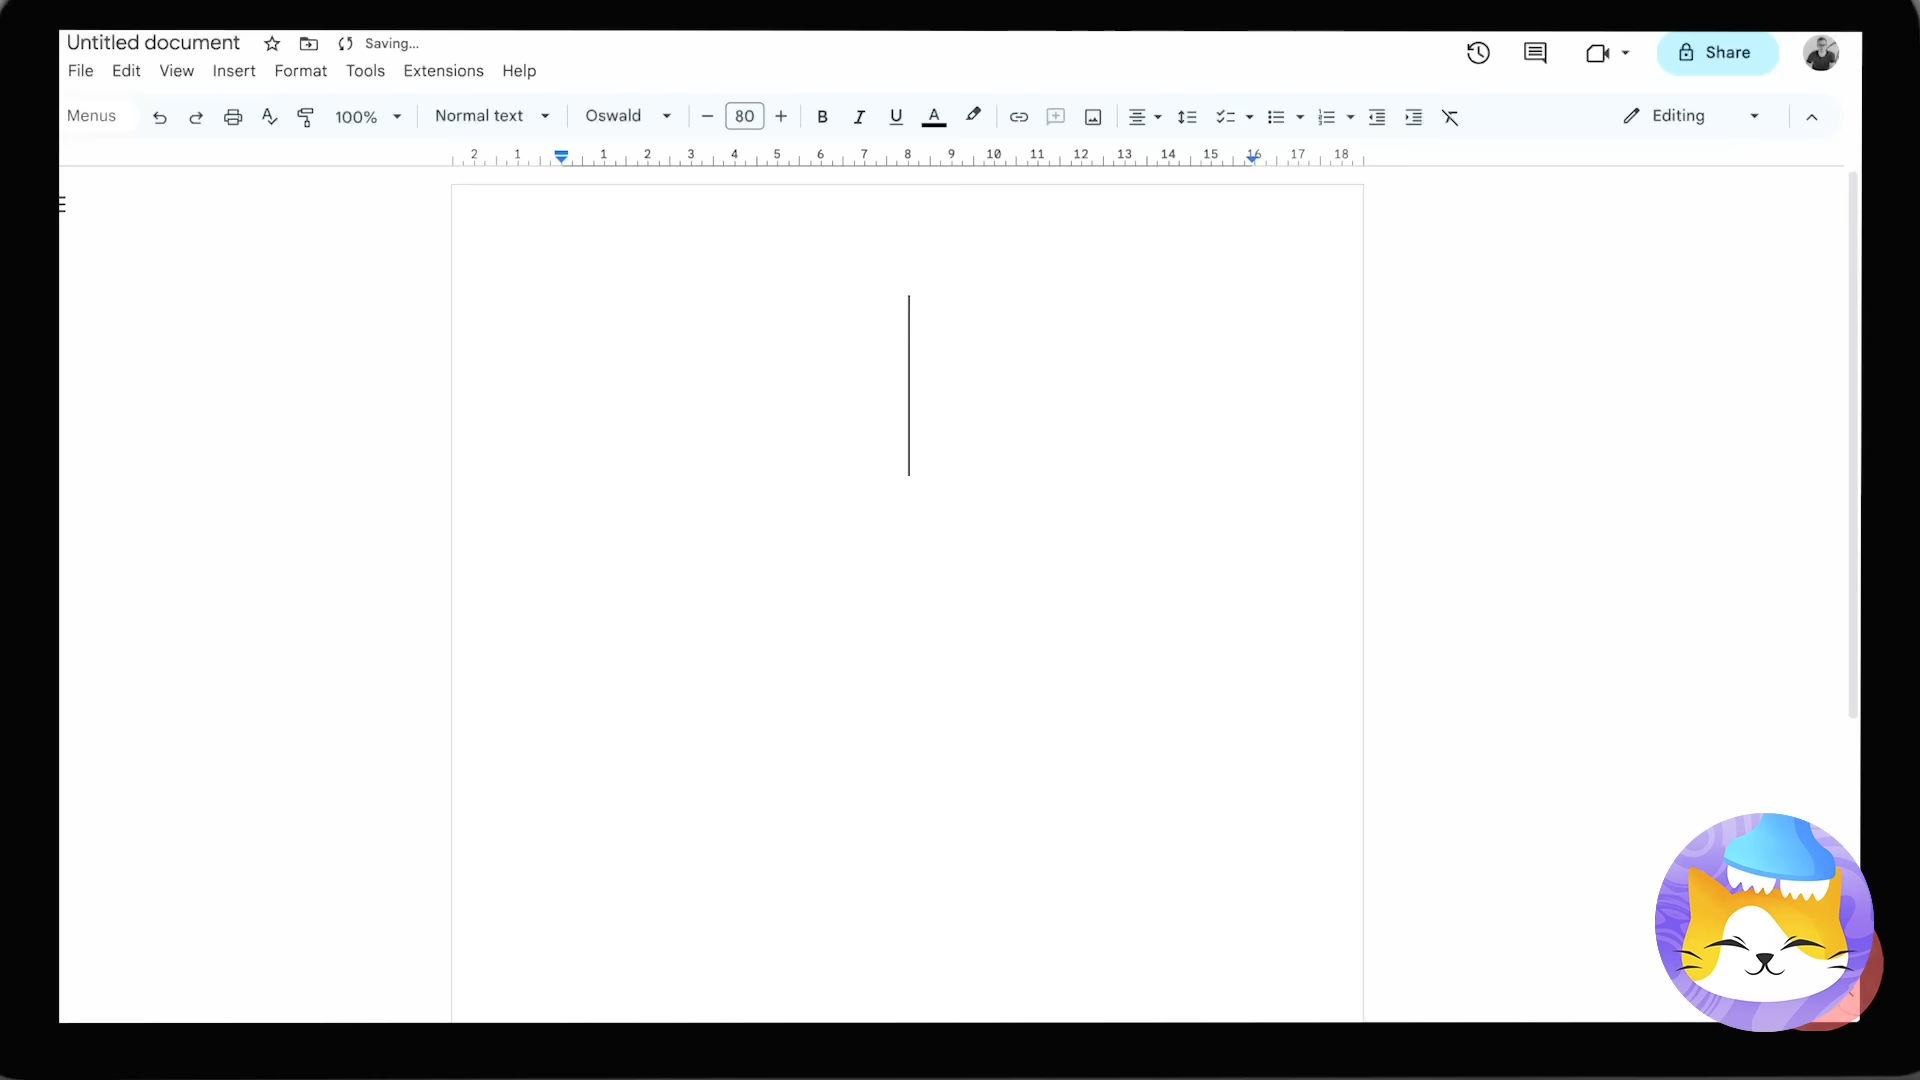 Untitled document Saving...
File Edit View Insert Format Tools Extensions Help
Share
Menus 100% Normal text Oswald 80 B I U A Editing
2 1 1 2 3 4 5 6 7 8 9 10 11 12 13 14 15 16 17 18